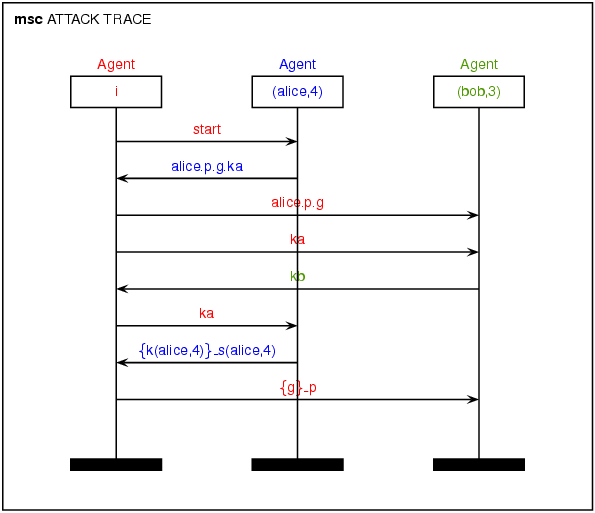 msc ATTACK TRACE
Agent Agent Agent
i (alice,4) (bob,3)
start
alice.p.g.ka
alice.p.g
ka
kb
ka
{k(alice,4)}_s(alice,4)
{g}_p